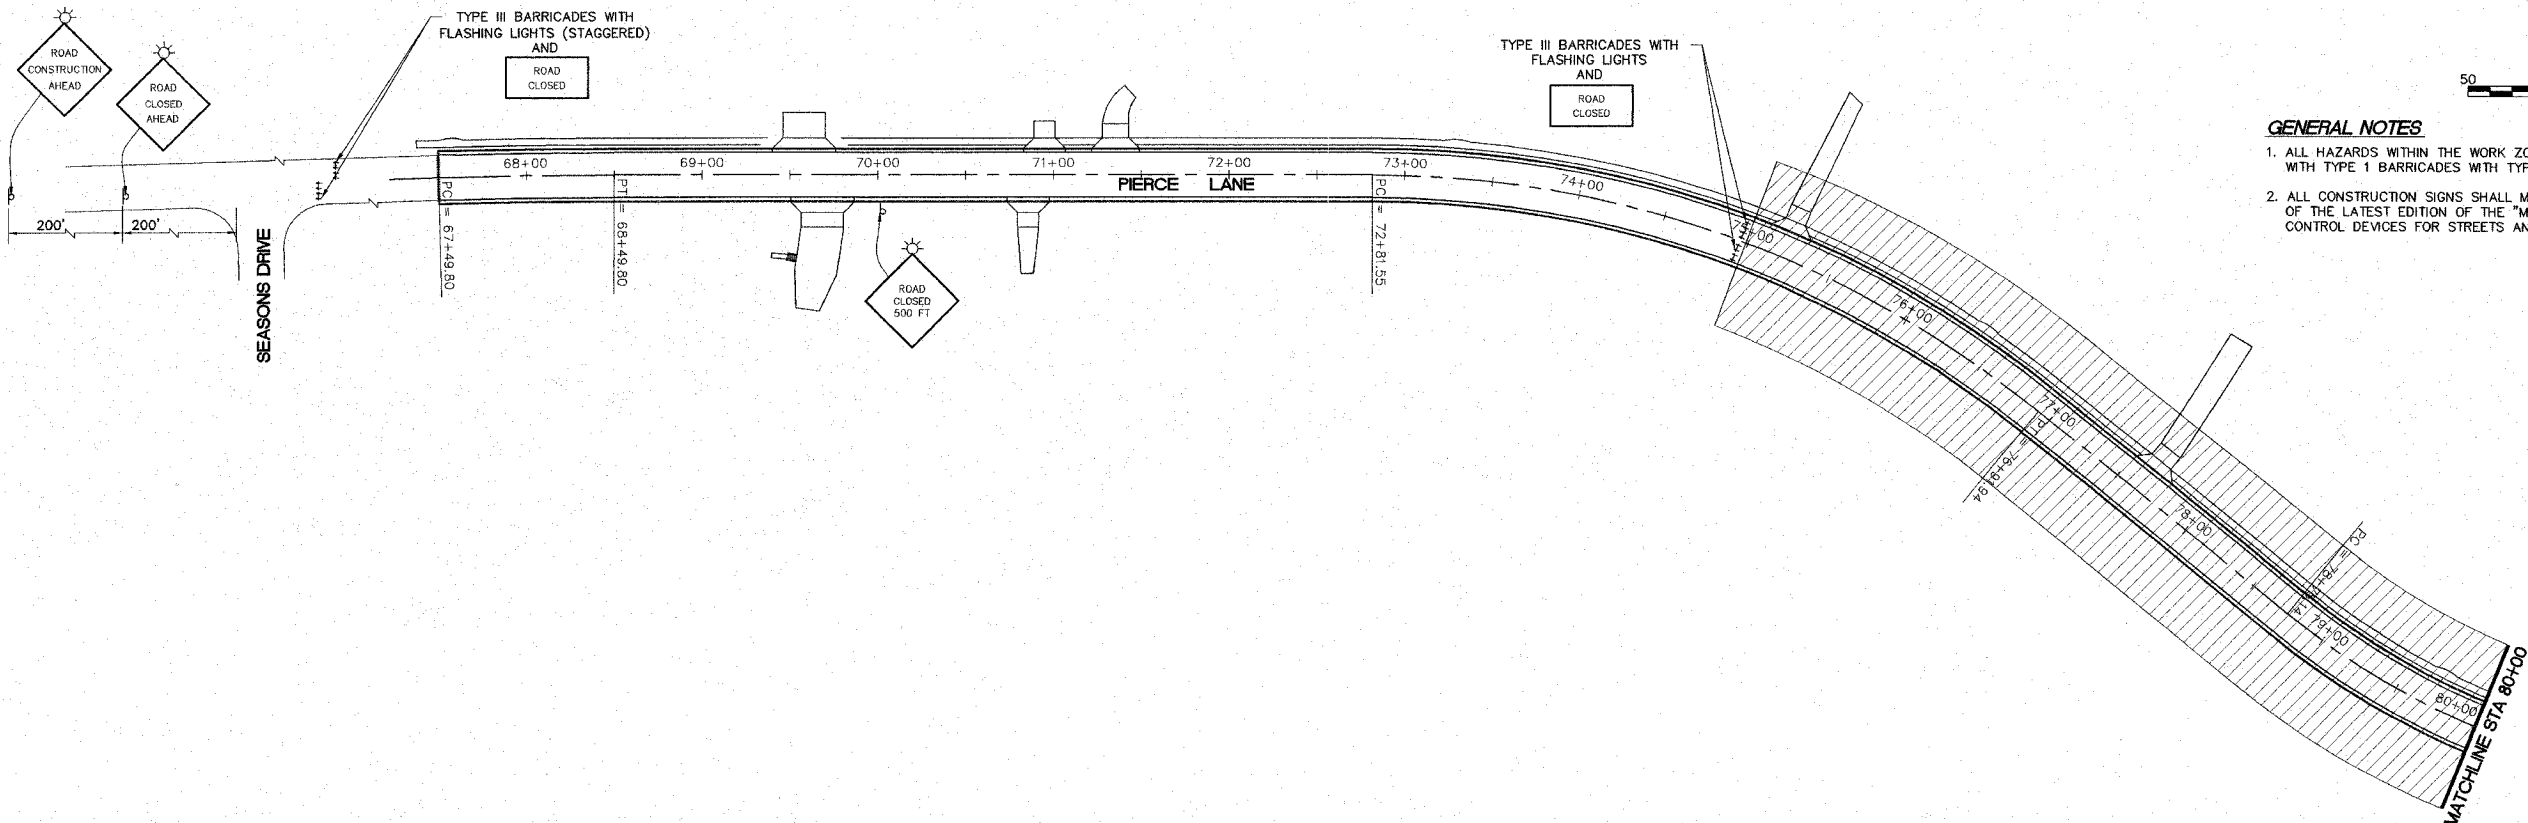 ROAD
CONSTRUCTION
AHEAD
ROAD
CLOSED
AHEAD
TYPE III BARRICADES WITH
FLASHING LIGHTS (STAGGERED)
AND
ROAD
CLOSED
TYPE III BARRICADES WITH
FLASHING LIGHTS
AND
ROAD
CLOSED
50
GENERAL NOTES
1. ALL HAZARDS WITHIN THE WORK ZO
WITH TYPE 1 BARRICADES WITH TYP
2. ALL CONSTRUCTION SIGNS SHALL M
OF THE LATEST EDITION OF THE "M
CONTROL DEVICES FOR STREETS AN
200'
200'
SEASONS DRIVE
68+00
69+00
70+00
71+00
72+00
73+00
74+00
75+00
76+00
77+00
78+00
79+00
80+00
PIERCE LANE
PC = 67+49.80
PT = 68+49.80
PC = 72+81.55
PT = 76+91.94
ROAD
CLOSED
500 FT
MATCHLINE STA 80+00